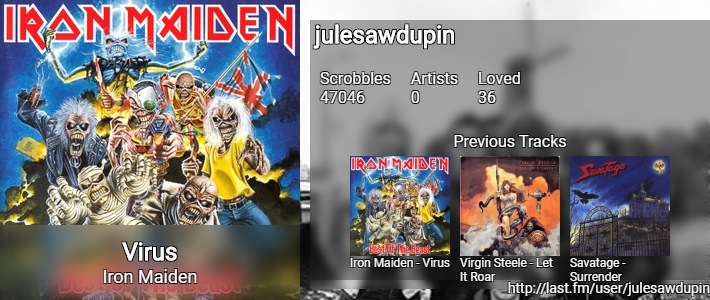 IRON MAIDEN
Virus
Iron Maiden
julesawdupin
Scrobbles Artists Loved
47046 0 36
Previous Tracks
IRON MAIDEN
Best Of The Beast
Iron Maiden - Virus
Virgin Steele - Let
It Roar
Savatage
Savatage -
Surrender
http://last.fm/user/julesawdupin